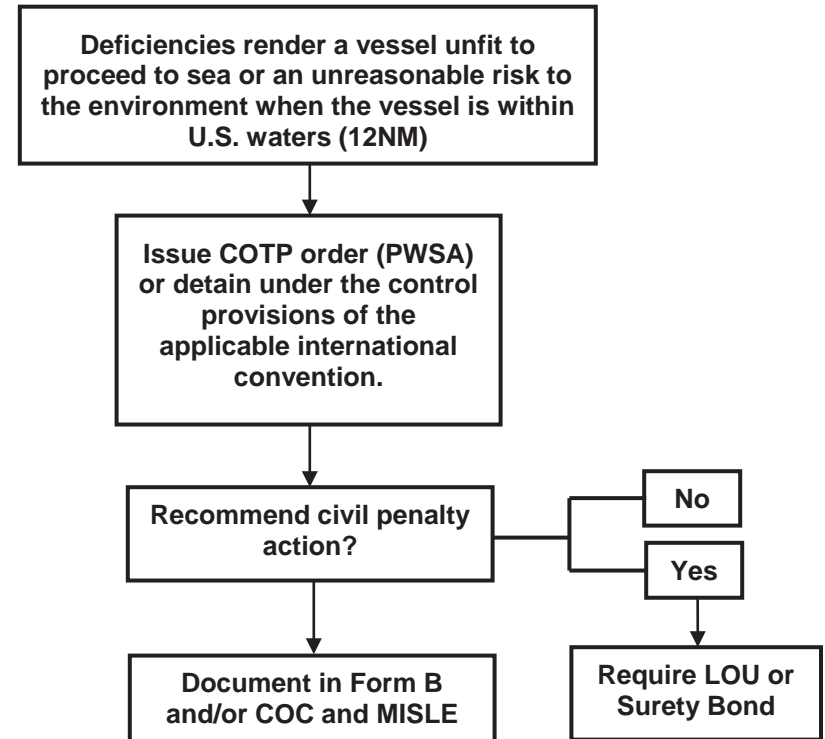 Deficiencies render a vessel unfit to
proceed to sea or an unreasonable risk to
the environment when the vessel is within
U.S. waters (12NM)
Issue COTP order (PWSA)
or detain under the control
provisions of the
applicable international
convention.
Recommend civil penalty
action?
No
Yes
Document in Form B
and/or COC and MISLE
Require LOU or
Surety Bond